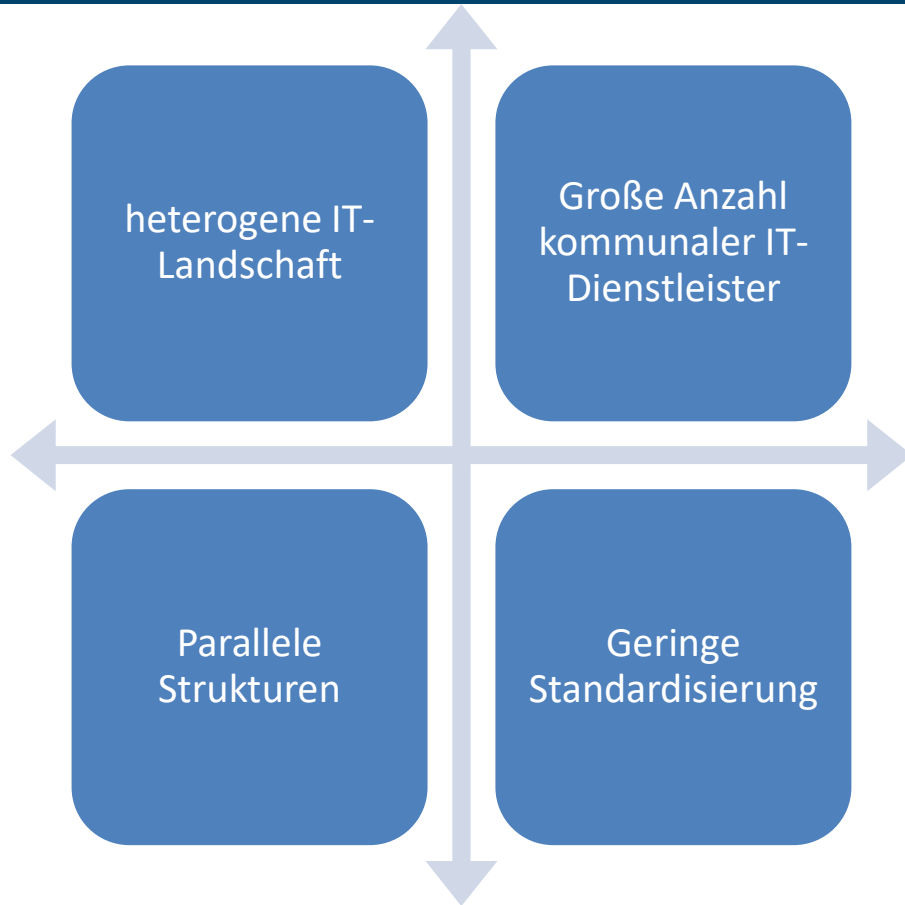 heterogene IT-
Landschaft
Große Anzahl
kommunaler IT-
Dienstleister
Parallele
Strukturen
Geringe
Standardisierung